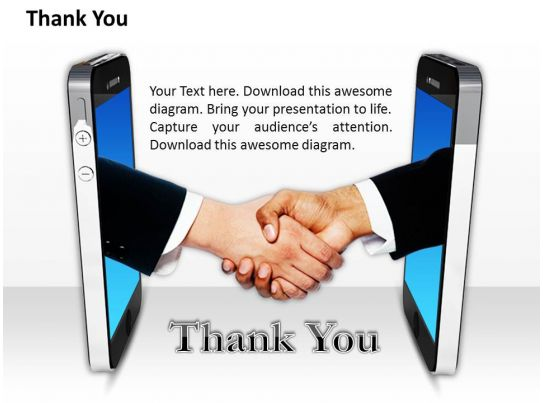 Thank You
Your Text here. Download this awesome
diagram. Bring your presentation to life.
Capture your audience’s attention.
Download this awesome diagram.
Thank You